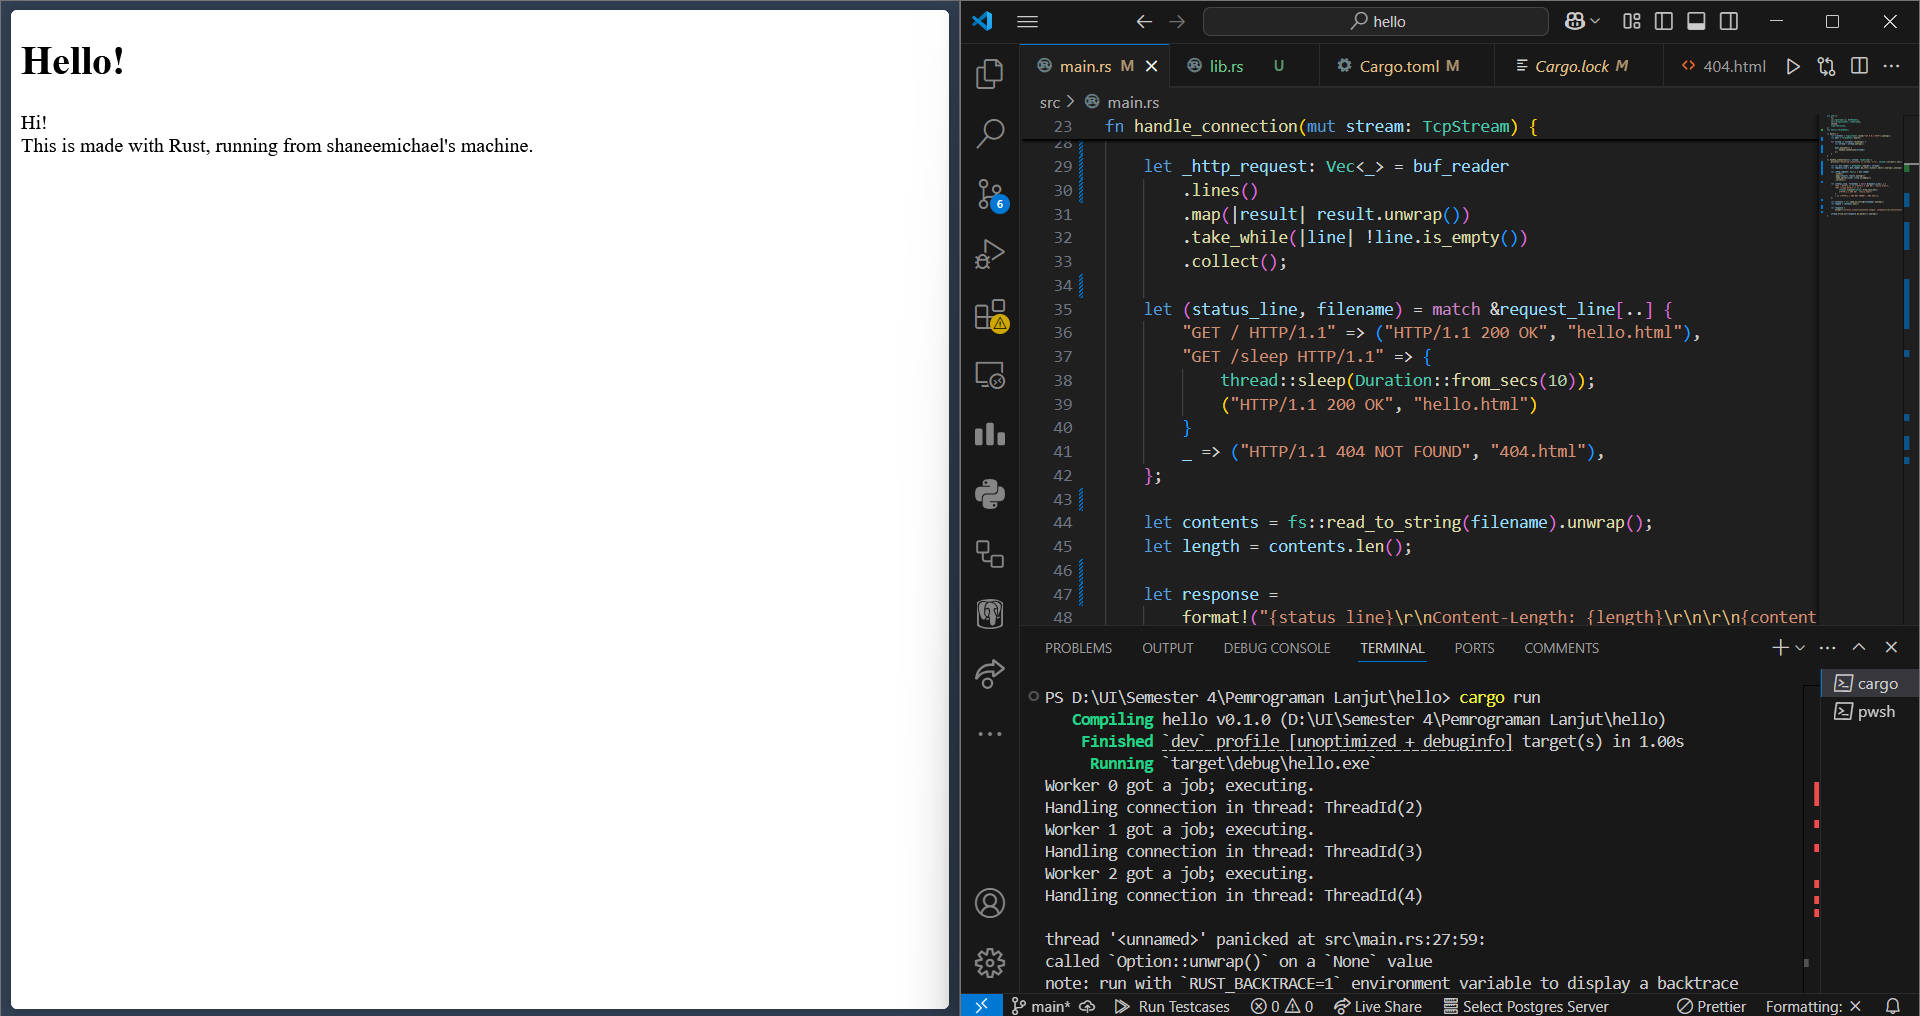 Hello!
Hi!
This is made with Rust, running from shaneemichael's machine.
hello
main.rs M
lib.rs U
Cargo.toml M
Cargo.lock M
404.html
src > main.rs
23 fn handle_connection(mut stream: TcpStream) {
28
29 let _http_request: Vec<_> = buf_reader
30 .lines()
31 .map(|result| result.unwrap())
32 .take_while(|line| !line.is_empty())
33 .collect();
34
35 let (status_line, filename) = match &request_line[..] {
36 "GET / HTTP/1.1" => ("HTTP/1.1 200 OK", "hello.html"),
37 "GET /sleep HTTP/1.1" => {
38 thread::sleep(Duration::from_secs(10));
39 ("HTTP/1.1 200 OK", "hello.html")
40 }
41 _ => ("HTTP/1.1 404 NOT FOUND", "404.html"),
42 };
43
44 let contents = fs::read_to_string(filename).unwrap();
45 let length = contents.len();
46
47 let response =
48 format!("{status_line}\r\nContent-Length: {length}\r\n\r\n{content
6
PROBLEMS OUTPUT DEBUG CONSOLE TERMINAL PORTS COMMENTS
cargo
pwsh
PS D:\UI\Semester 4\Pemrograman Lanjut\hello> cargo run
Compiling hello v0.1.0 (D:\UI\Semester 4\Pemrograman Lanjut\hello)
Finished `dev` profile [unoptimized + debuginfo] target(s) in 1.00s
Running `target\debug\hello.exe`
Worker 0 got a job; executing.
Handling connection in thread: ThreadId(2)
Worker 1 got a job; executing.
Handling connection in thread: ThreadId(3)
Worker 2 got a job; executing.
Handling connection in thread: ThreadId(4)
thread '<unnamed>' panicked at src\main.rs:27:59:
called `Option::unwrap()` on a `None` value
note: run with `RUST_BACKTRACE=1` environment variable to display a backtrace
main* Run Testcases 0 0 Live Share Select Postgres Server Prettier Formatting: ×